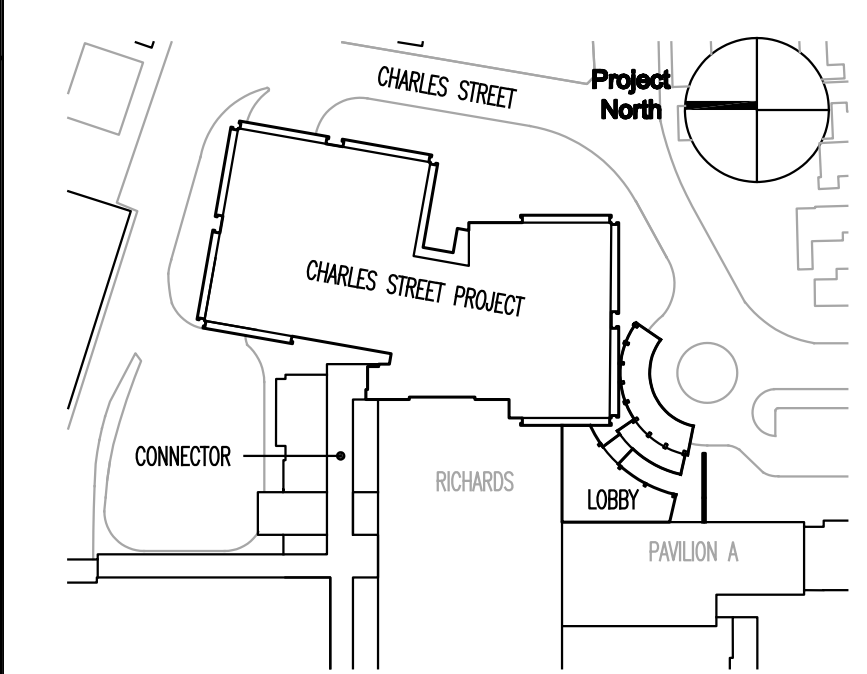 CHARLES STREET
Project
North
CHARLES STREET PROJECT
CONNECTOR
RICHARDS
LOBBY
PAVILION A